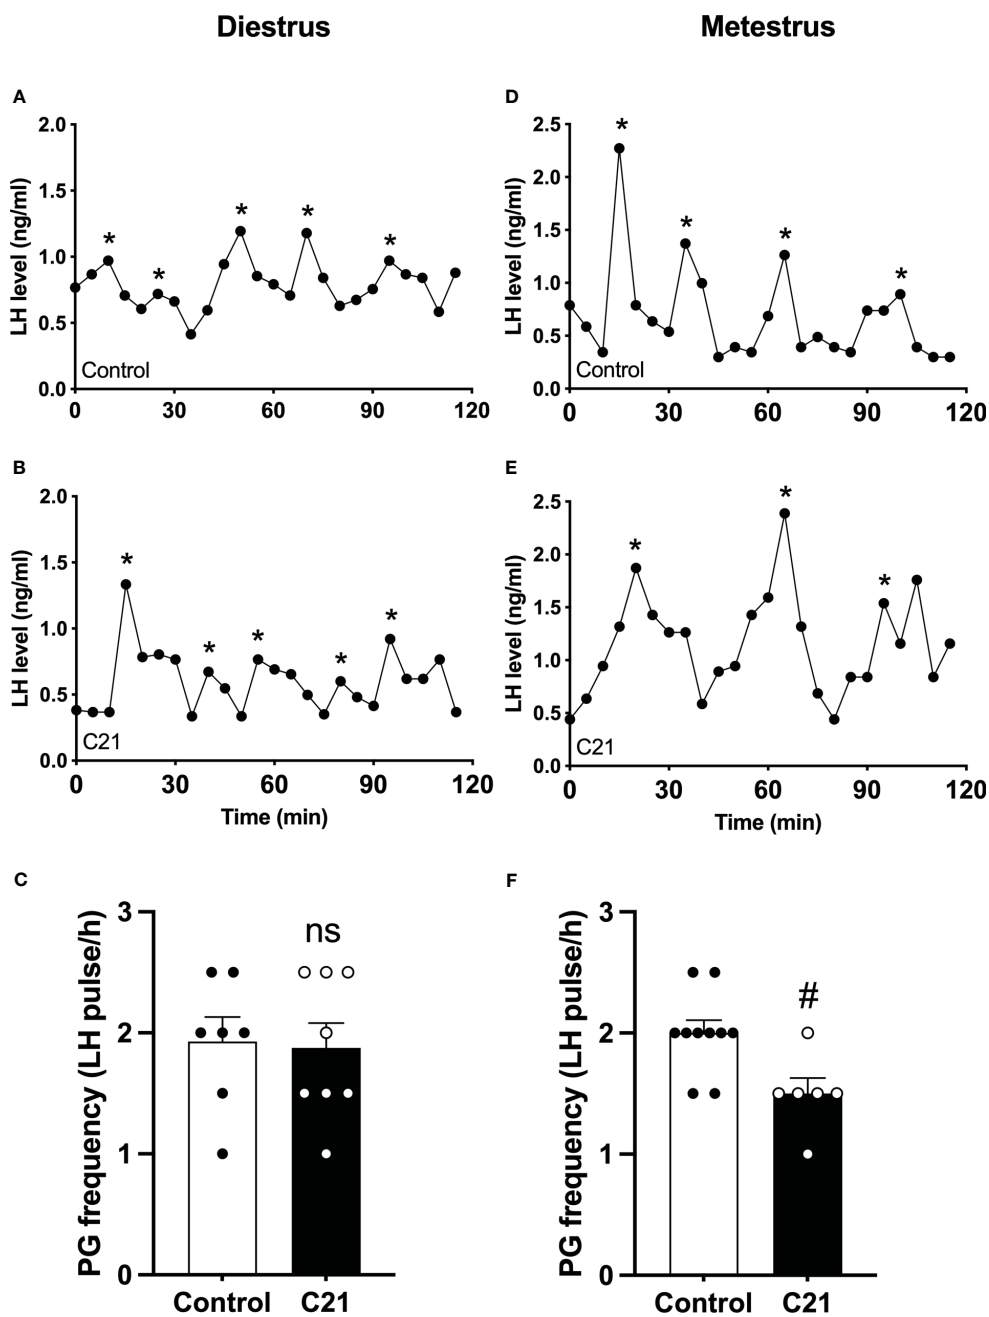 Diestrus
Metestrus
A
D
LH level (ng/ml)
2.0
1.5
1.0
0.5
0.0
* * * * *
Control
0 30 60 90 120
LH level (ng/ml)
2.5
2.0
1.5
1.0
0.5
0.0
* * * *
Control
0 30 60 90 120
B
E
LH level (ng/ml)
2.0
1.5
1.0
0.5
0.0
* * * * *
C21
0 30 60 90 120
Time (min)
LH level (ng/ml)
2.5
2.0
1.5
1.0
0.5
0.0
* * *
C21
0 30 60 90 120
Time (min)
C
F
PG frequency (LH pulse/h)
3
2
1
0
ns
Control C21
PG frequency (LH pulse/h)
3
2
1
0
#
Control C21